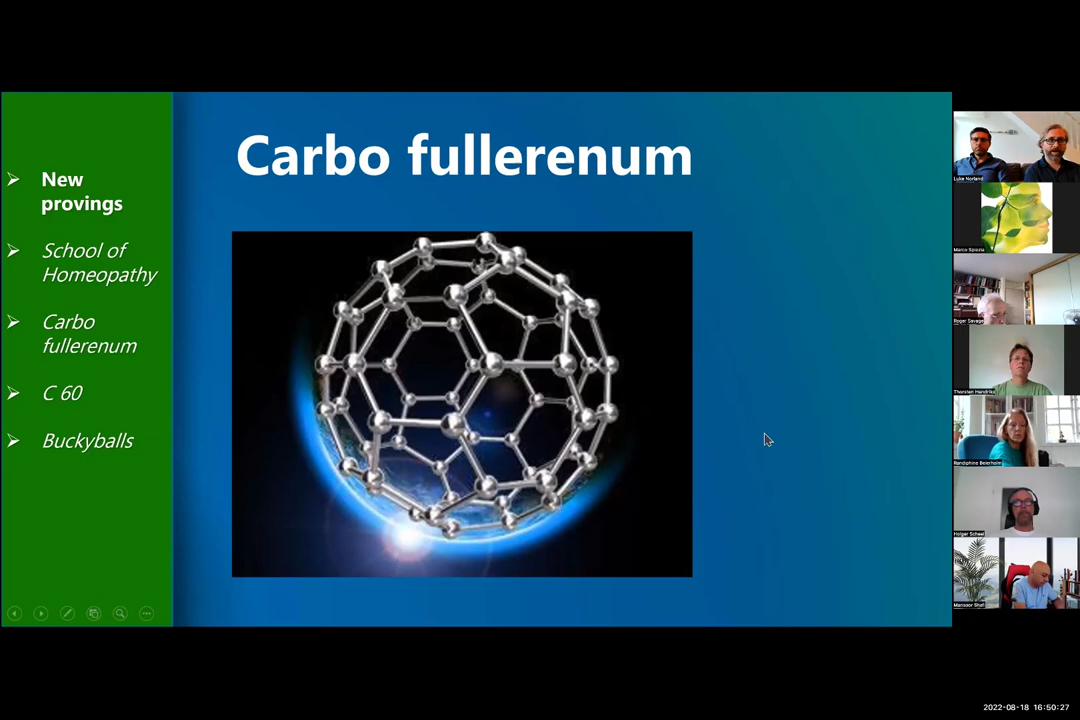 Carbo fullerenum
New
provings
School of
Homeopathy
Carbo
fullerenum
C 60
Buckyballs
Luke Norland
Marco Spiezia
Roger Savage
Thorsten Hendriks
Randiphine Beierholm
Holger Scheel
Mansoor Shafi
2022-08-18 16:50:27